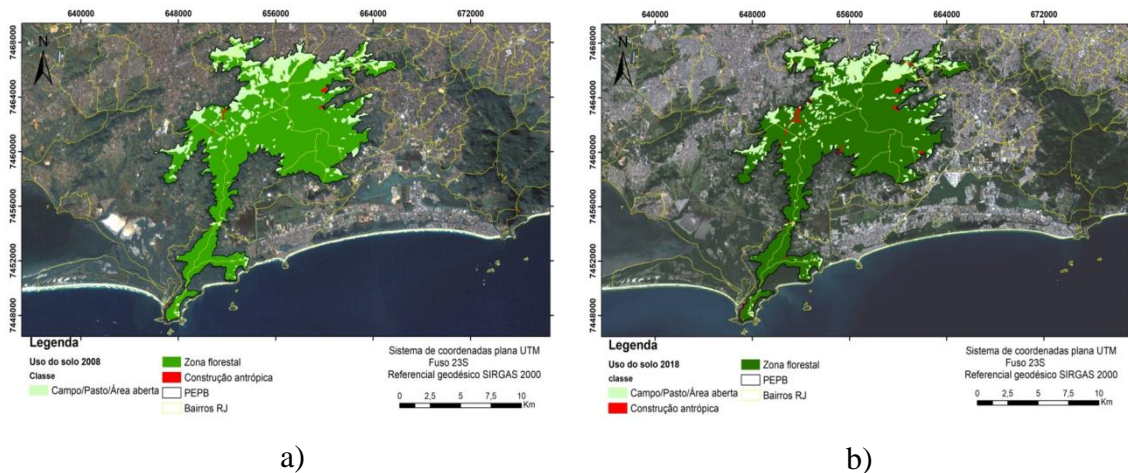 640000 648000 656000 664000 672000
N
7468000
7464000
7460000
7456000
7452000
7448000
Legenda
Uso do solo 2008
Classe
Campo/Pasto/Área aberta
Zona florestal
Construção antrópica
PEPB
Bairros RJ
Sistema de coordenadas plana UTM
Fuso 23S
Referencial geodésico SIRGAS 2000
0 2,5 5 7,5 10
Km
a)
640000 648000 656000 664000 672000
N
7468000
7464000
7460000
7456000
7452000
7448000
Legenda
Uso do solo 2018
classe
Campo/Pasto/Área aberta
Construção antrópica
Zona florestal
PEPB
Bairros RJ
Sistema de coordenadas plana UTM
Fuso 23S
Referencial geodésico SIRGAS 2000
0 2,5 5 7,5 10
Km
b)